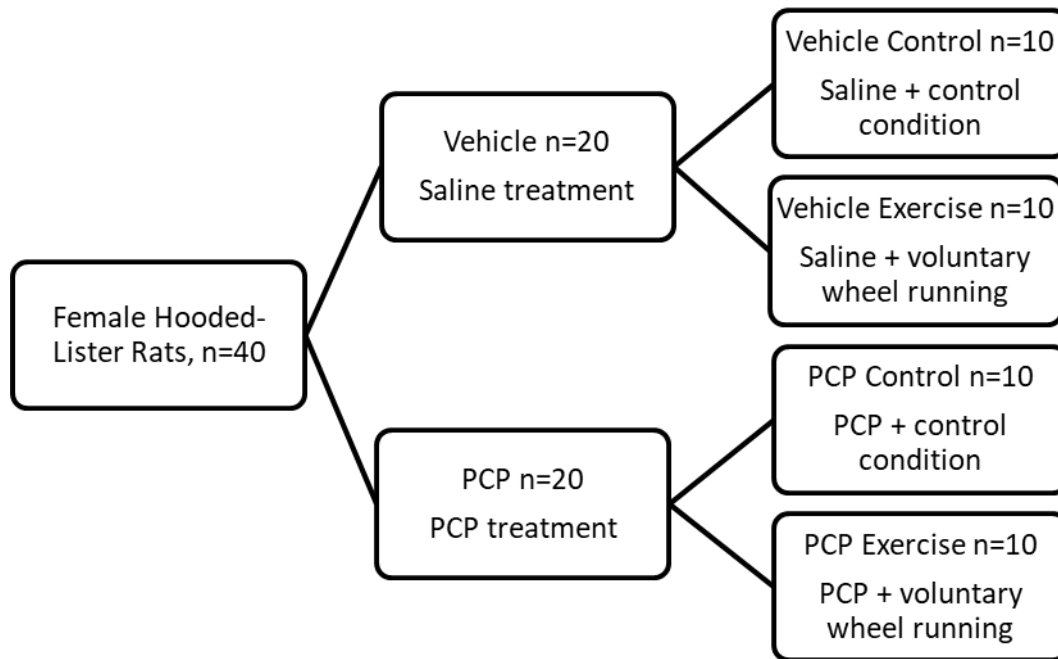 Female Hooded-
Lister Rats, n=40
Vehicle n=20
Saline treatment
PCP n=20
PCP treatment
Vehicle Control n=10
Saline + control
condition
Vehicle Exercise n=10
Saline + voluntary
wheel running
PCP Control n=10
PCP + control
condition
PCP Exercise n=10
PCP + voluntary
wheel running